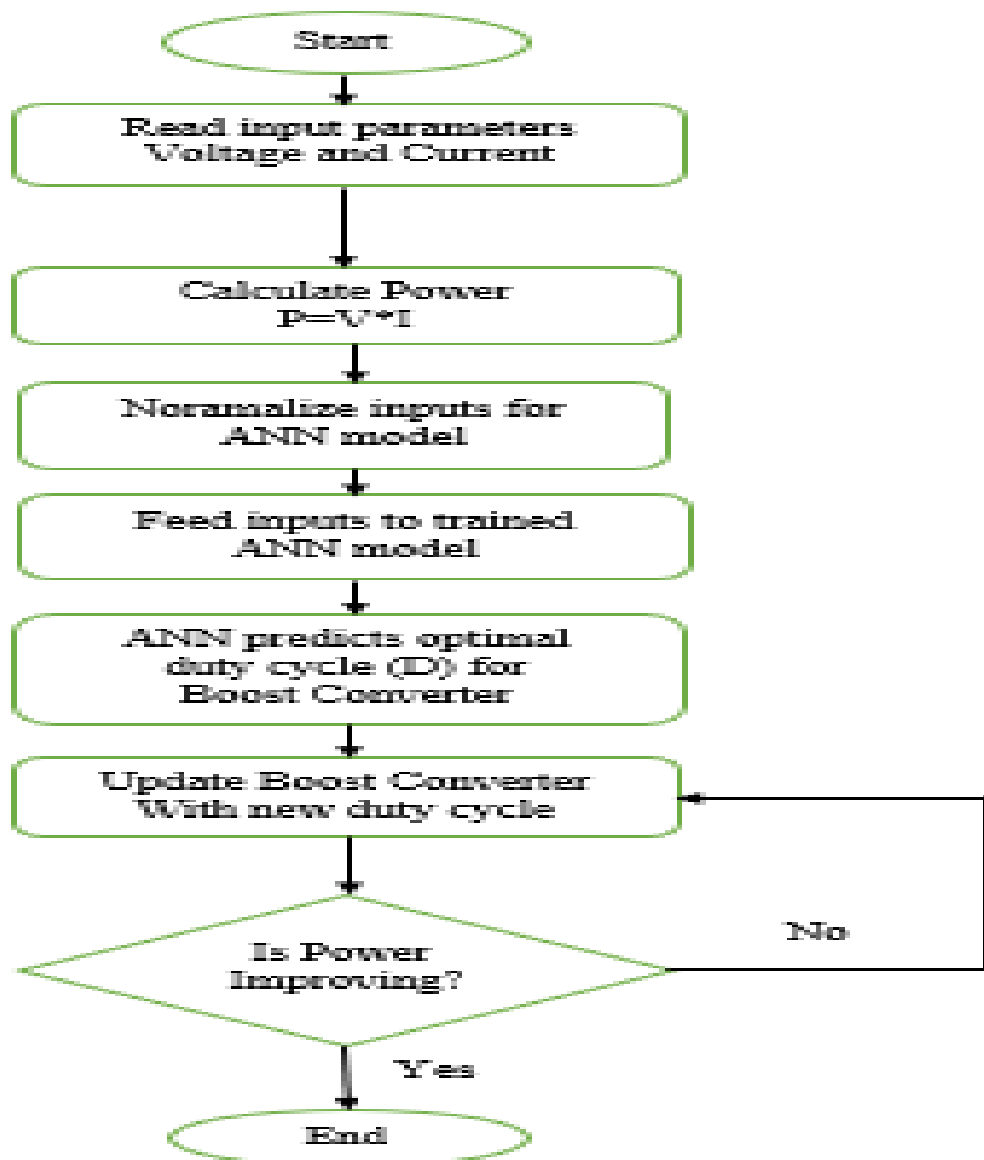 Start
Read input parameters
Voltage and Current
Calculate Power
P=V*I
Noramalize inputs for
ANN model
Feed inputs to trained
ANN model
ANN predicts optimal
duty cycle (D) for
Boost Converter
Update Boost Converter
With new duty cycle
Is Power
Improving?
No
Yes
End